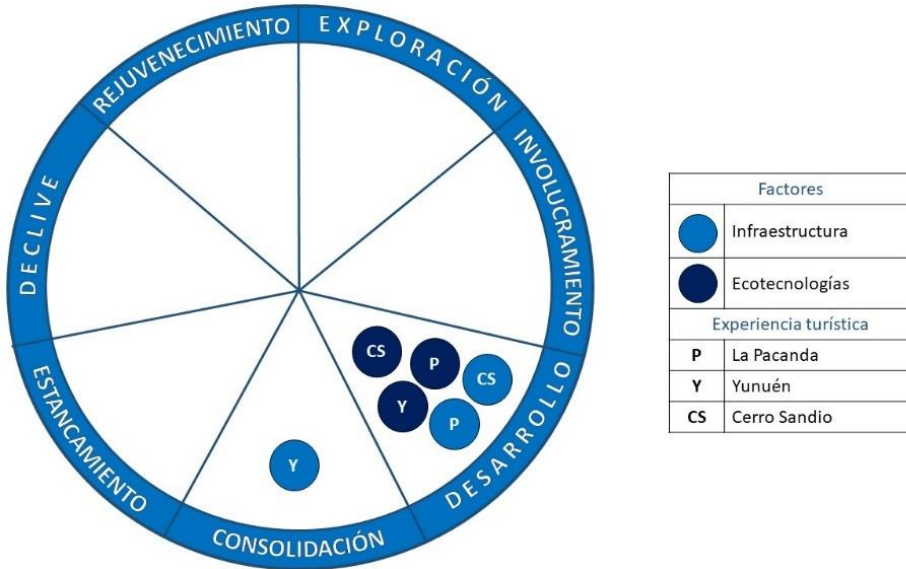 REJUVENECIMIENTO
EXPLORACIÓN
INVOLUCRAMIENTO
DESARROLLO
CONSOLIDACIÓN
ESTANCAMIENTO
DECLIVE
CS
P
CS
Y
P
Y
Factores
Infraestructura
Ecotecnologías
Experiencia turística
P La Pacanda
Y Yunuén
CS Cerro Sandio